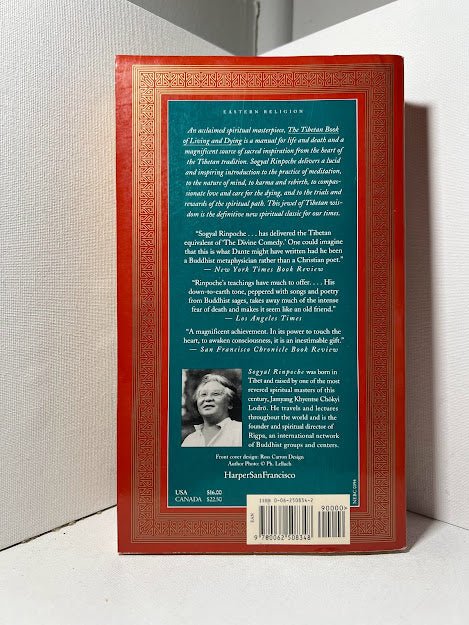 EASTERN RELIGION
An acclaimed spiritual masterpiece, The Tibetan Book
of Living and Dying is a manual for life and death and a
magnificent source of sacred inspiration from the heart of
the Tibetan tradition. Sogyal Rinpoche delivers a lucid
and inspiring introduction to the practice of meditation,
to the nature of mind, to karma and rebirth, to compas-
sionate love and care for the dying, and to the trials and
rewards of the spiritual path. This jewel of Tibetan wis-
dom is the definitive new spiritual classic for our times.
“Sogyal Rinpoche . . . has delivered the Tibetan
equivalent of ‘The Divine Comedy.’ One could imagine
that this is what Dante might have written had he been
a Buddhist metaphysician rather than a Christian poet.”
— New York Times Book Review
“Rinpoche's teachings have much to offer. . . . His
down-to-earth tone, peppered with songs and poetry
from Buddhist sages, takes away much of the intense
fear of death and makes it seem like an old friend.”
— Los Angeles Times
“A magnificent achievement. In its power to touch the
heart, to awaken consciousness, it is an inestimable gift.”
— San Francisco Chronicle Book Review
Sogyal Rinpoche was born in
Tibet and raised by one of the most
revered spiritual masters of this
century, Jamyang Khyentse Chökyi
Lodrö. He travels and lectures
throughout the world and is the
founder and spiritual director of
Rigpa, an international network
of Buddhist groups and centers.
Front cover design: Ross Carron Design
Author Photo: © Ph. Lelluch
HarperSanFrancisco
USA $16.00
CANADA $22.50
ISBN 0-06-250834-2
90000>
EAN
9 780062 508348